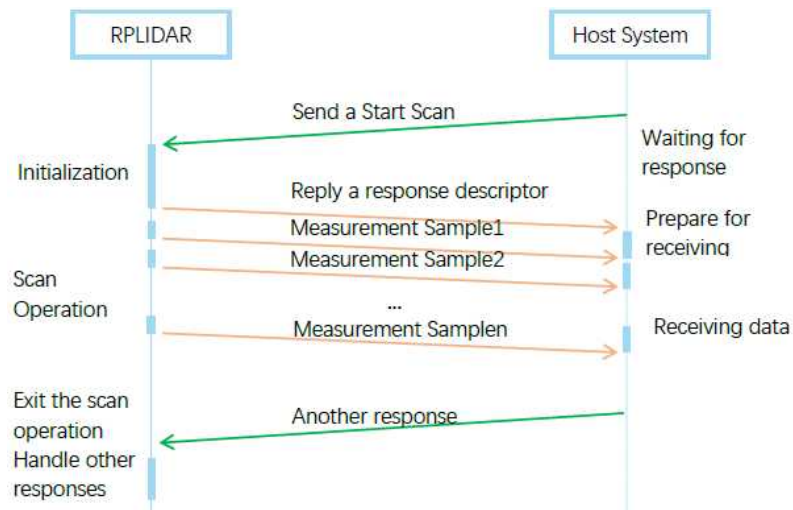 RPLIDAR
Host System
Send a Start Scan
Waiting for
response
Initialization
Reply a response descriptor
Prepare for
receiving
Measurement Sample1
Measurement Sample2
Scan
Operation
...
Measurement Samplen
Receiving data
Exit the scan
operation
Another response
Handle other
responses